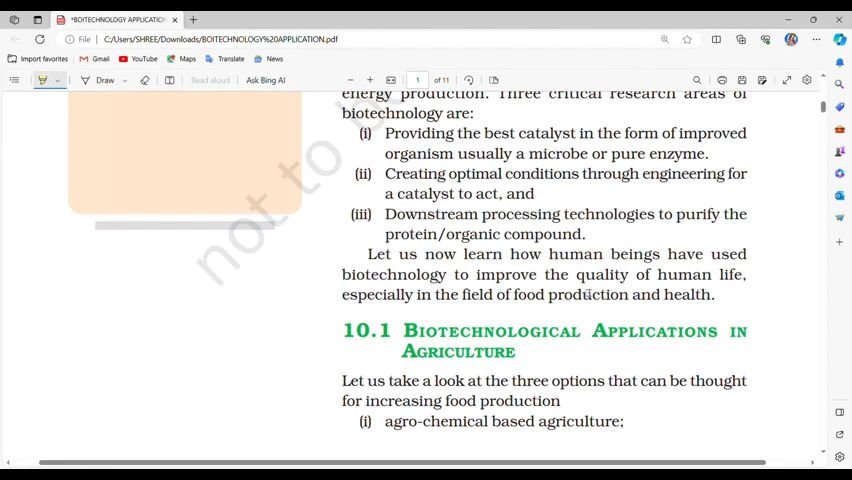 *BOITECHNOLOGY APPLICATION
File C:/Users/SHREE/Downloads/BOITECHNOLOGY%20APPLICATION.pdf
Import favorites Gmail YouTube Maps Translate News
Draw Read aloud Ask Bing AI 1 of 11
energy production. Three critical research areas of
biotechnology are:
(i) Providing the best catalyst in the form of improved
organism usually a microbe or pure enzyme.
(ii) Creating optimal conditions through engineering for
a catalyst to act, and
(iii) Downstream processing technologies to purify the
protein/organic compound.
Let us now learn how human beings have used
biotechnology to improve the quality of human life,
especially in the field of food production and health.
10.1 BIOTECHNOLOGICAL APPLICATIONS IN
AGRICULTURE
Let us take a look at the three options that can be thought
for increasing food production
(i) agro-chemical based agriculture;
not to be